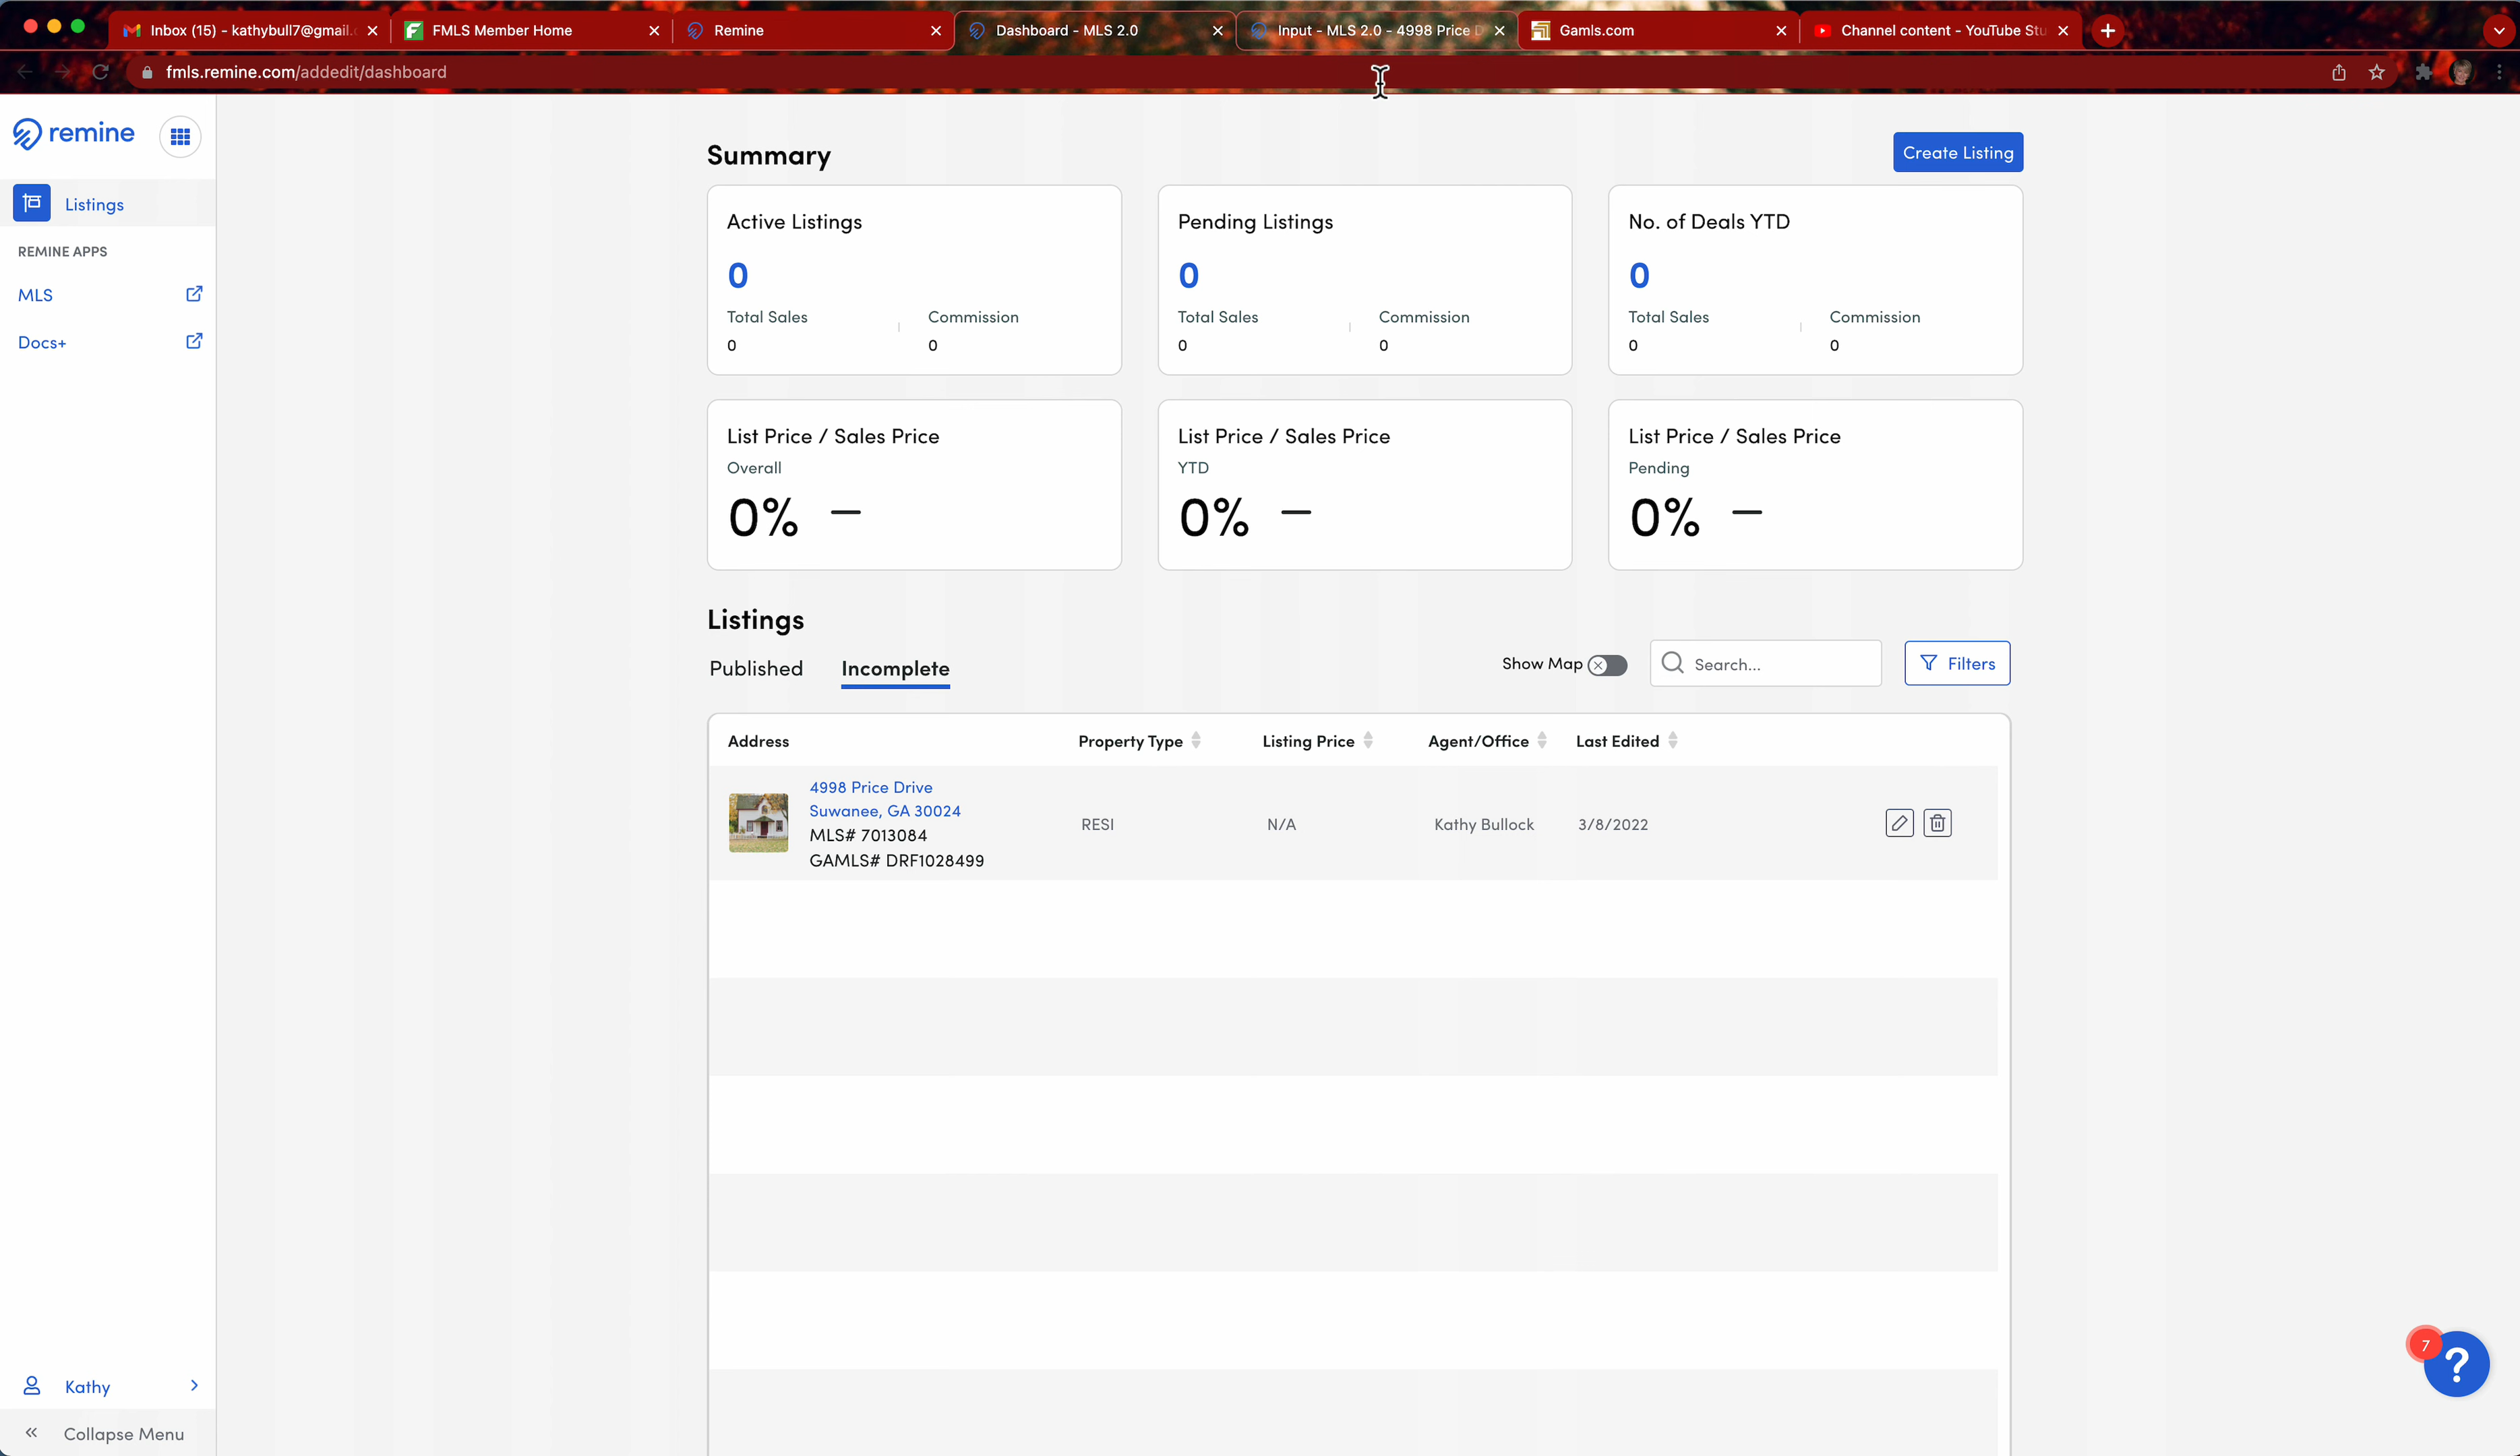 Inbox (15) - kathybull7@gmail.
FMLS Member Home
Remine
Dashboard - MLS 2.0
Input - MLS 2.0 - 4998 Price D
Gamls.com
Channel content - YouTube Stu
fmls.remine.com/addedit/dashboard
remine
Listings
REMINE APPS
MLS
Docs+
Summary
Create Listing
Active Listings
0
Total Sales
Commission
0
0
Pending Listings
0
Total Sales
Commission
0
0
No. of Deals YTD
0
Total Sales
Commission
0
0
List Price / Sales Price
Overall
0% —
List Price / Sales Price
YTD
0% —
List Price / Sales Price
Pending
0% —
Listings
Published
Incomplete
Show Map
Search...
Filters
Address
Property Type
Listing Price
Agent/Office
Last Edited
4998 Price Drive
Suwanee, GA 30024
MLS# 7013084
GAMLS# DRF1028499
RESI
N/A
Kathy Bullock
3/8/2022
7
?
Kathy
Collapse Menu